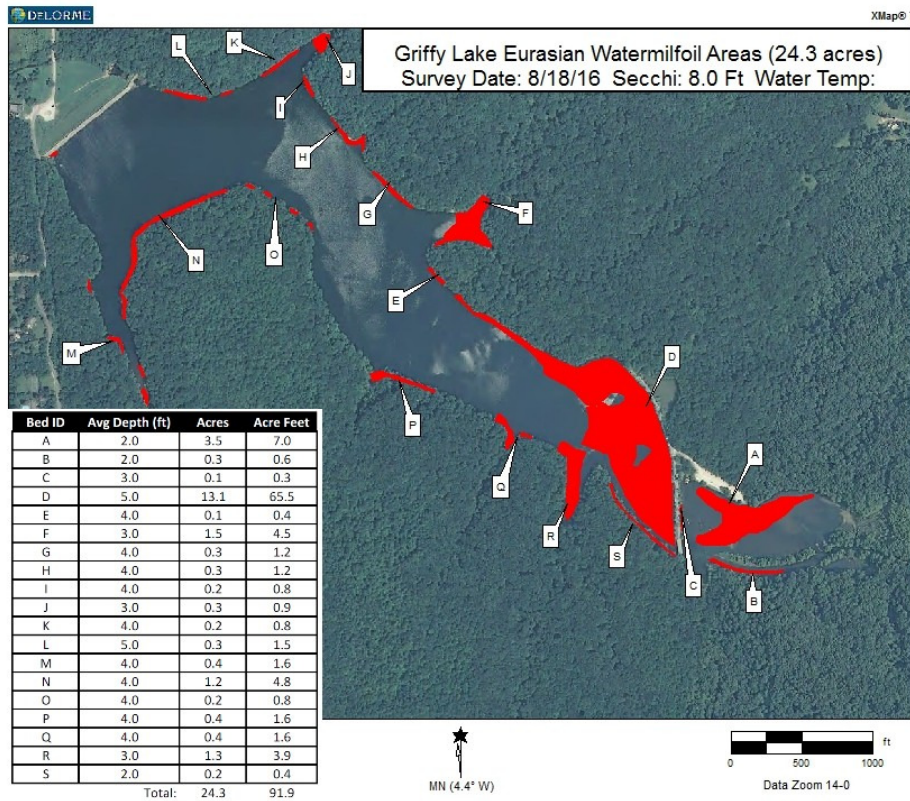 DELORME
XMap®
Griffy Lake Eurasian Watermilfoil Areas (24.3 acres)
Survey Date: 8/18/16 Secchi: 8.0 Ft Water Temp:
K
L
J
I
H
G
F
N
O
E
M
D
P
A
Q
R
S
C
B
Bed ID Avg Depth (ft) Acres Acre Feet
A 2.0 3.5 7.0
B 2.0 0.3 0.6
C 3.0 0.1 0.3
D 5.0 13.1 65.5
E 4.0 0.1 0.4
F 3.0 1.5 4.5
G 4.0 0.3 1.2
H 4.0 0.3 1.2
I 4.0 0.2 0.8
J 3.0 0.3 0.9
K 4.0 0.2 0.8
L 5.0 0.3 1.5
M 4.0 0.4 1.6
N 4.0 1.2 4.8
O 4.0 0.2 0.8
P 4.0 0.4 1.6
Q 4.0 0.4 1.6
R 3.0 1.3 3.9
S 2.0 0.2 0.4
Total: 24.3 91.9
MN (4.4° W)
ft
0 500 1000
Data Zoom 14-0